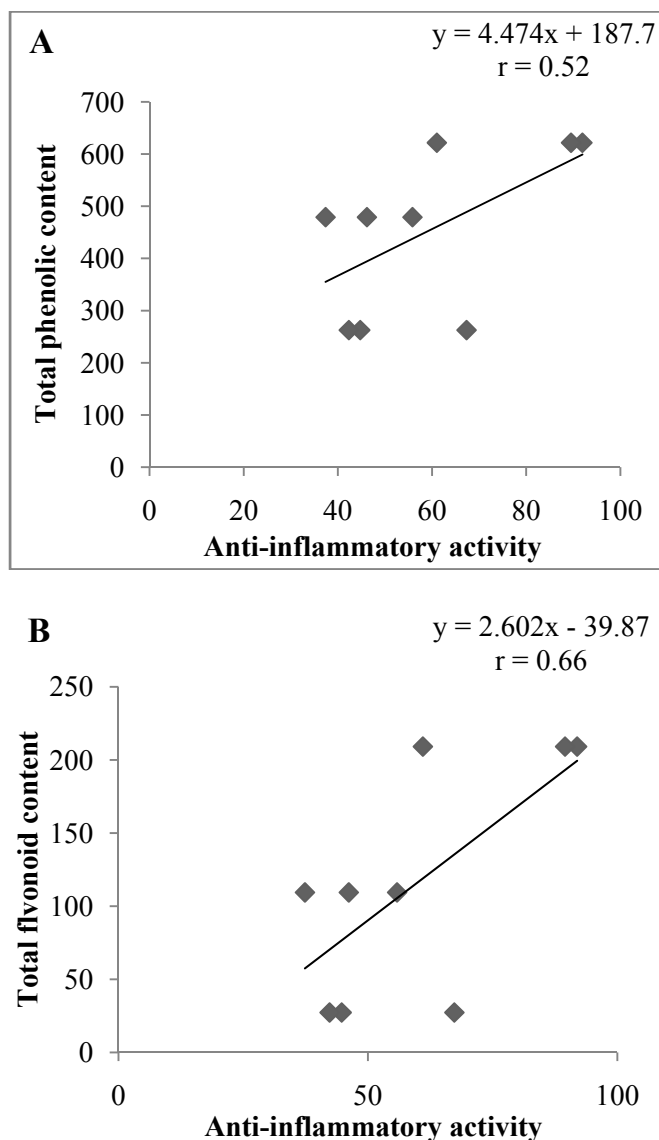 A
y = 4.474x + 187.7
r = 0.52
700
600
500
400
300
200
100
0
Total phenolic content
0 20 40 60 80 100
Anti-inflammatory activity
B
y = 2.602x - 39.87
r = 0.66
250
200
150
100
50
0
Total flvonoid content
0 50 100
Anti-inflammatory activity